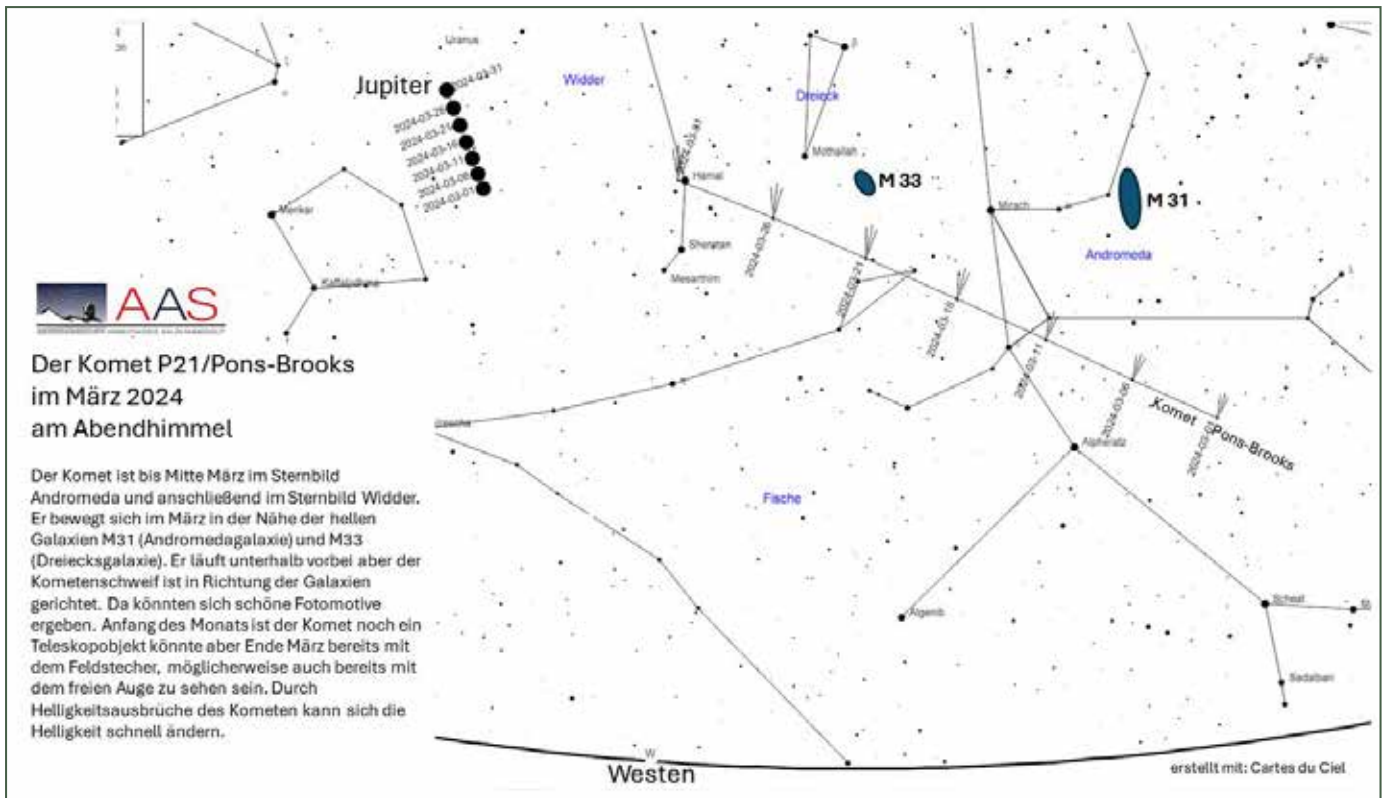 Uranus
2024-03-31
Jupiter
Widder
Dreieck
β
2024-03-26
2024-03-21
2024-03-16
2024-03-11
2024-03-06
2024-03-01
Hamal
Mothallah
M 33
Mirach
M 31
Menkar
Sheratan
Mesarthim
2024-03-26
Andromeda
2024-03-21
2024-03-16
2024-03-11
2024-03-06
2024-03-01
Komet Pons-Brooks
AAS
Der Komet P21/Pons-Brooks
im März 2024
am Abendhimmel
Alpheratz
Fische
Der Komet ist bis Mitte März im Sternbild
Andromeda und anschließend im Sternbild Widder.
Er bewegt sich im März in der Nähe der hellen
Galaxien M31 (Andromedagalaxie) und M33
(Dreiecksgalaxie). Er läuft unterhalb vorbei aber der
Kometenschweif ist in Richtung der Galaxien
gerichtet. Da könnten sich schöne Fotomotive
ergeben. Anfang des Monats ist der Komet noch ein
Teleskopobjekt könnte aber Ende März bereits mit
dem Feldstecher, möglicherweise auch bereits mit
dem freien Auge zu sehen sein. Durch
Helligkeitsausbrüche des Kometen kann sich die
Helligkeit schnell ändern.
Algenib
Scheat
Sadalbari
W
Westen
erstellt mit: Cartes du Ciel